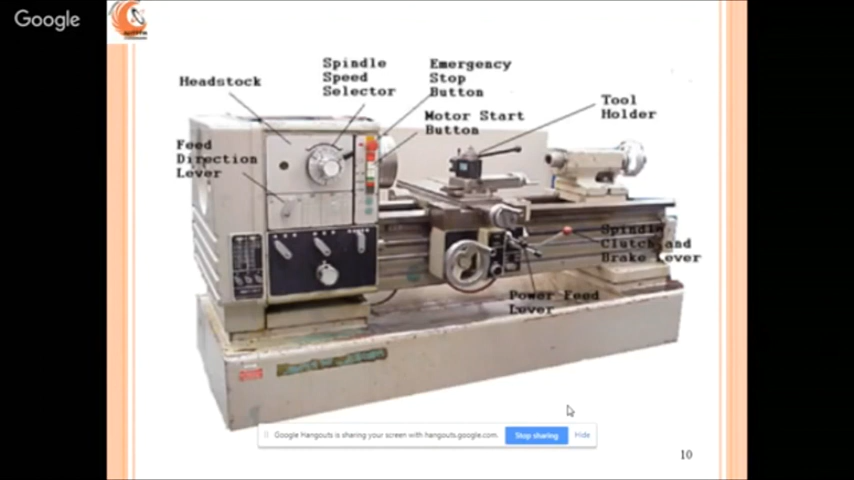 Google
Headstock
Spindle
Speed
Selector
Emergency
Stop
Button
Motor Start
Button
Tool
Holder
Feed
Direction
Lever
Spindle
Clutch and
Brake Lever
Power Feed
Lever
Google Hangouts is sharing your screen with hangouts.google.com.
Stop sharing
Hide
10